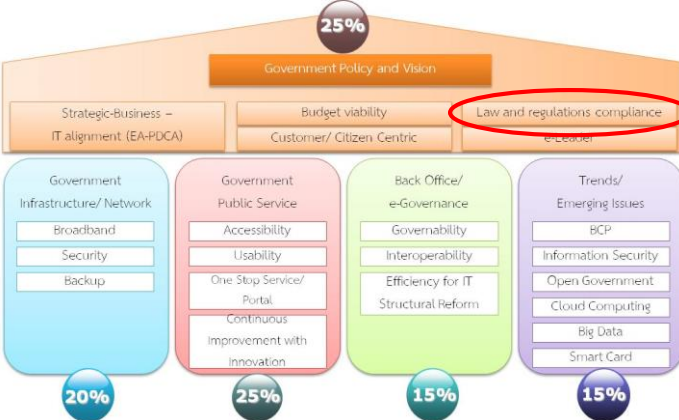 25%
Government Policy and Vision
Strategic-Business –
IT alignment (EA-PDCA)
Budget viability
Customer/ Citizen Centric
Law and regulations compliance
e-Leader
Government
Infrastructure/ Network
Broadband
Security
Backup
20%
Government
Public Service
Accessibility
Usability
One Stop Service/
Portal
Continuous
Improvement with
Innovation
25%
Back Office/
e-Governance
Governability
Interoperability
Efficiency for IT
Structural Reform
15%
Trends/
Emerging Issues
BCP
Information Security
Open Government
Cloud Computing
Big Data
Smart Card
15%